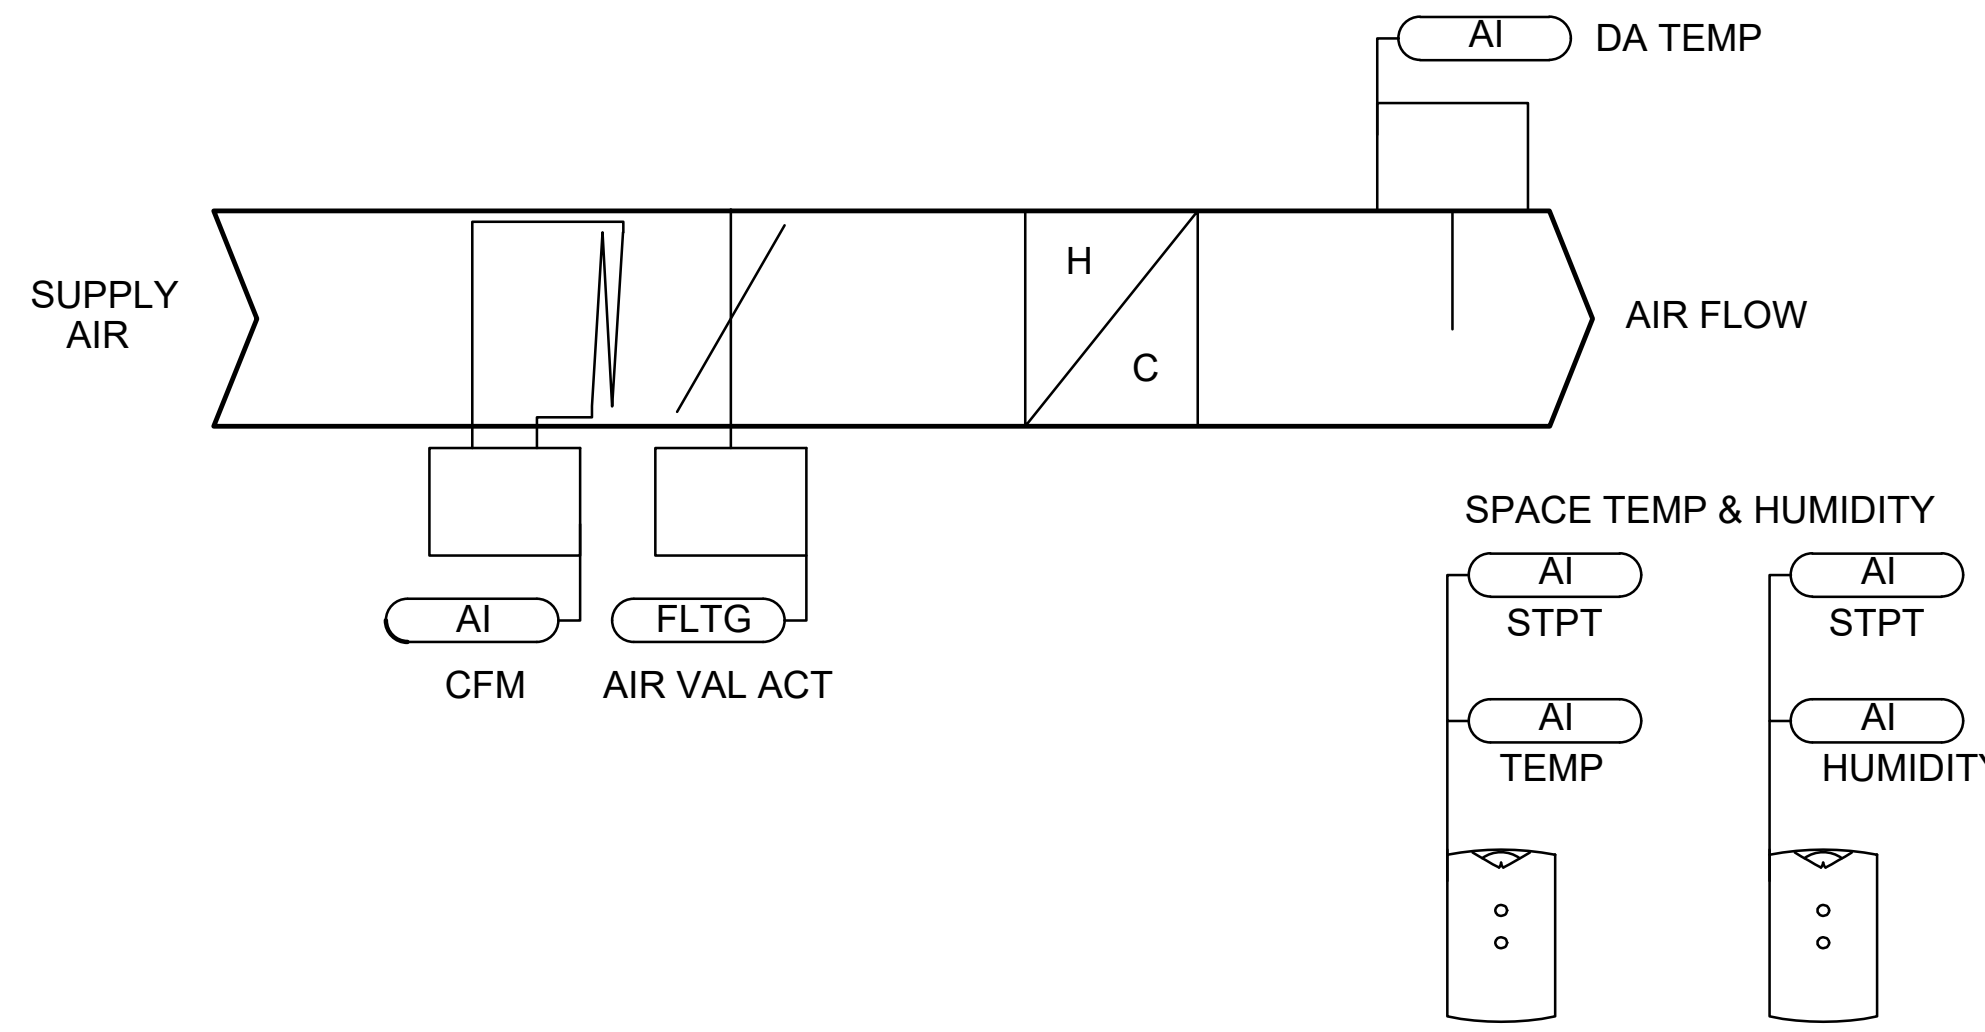 AI
DA TEMP
H
SUPPLY
AIR
AIR FLOW
C
SPACE TEMP & HUMIDITY
AI
AI
AI
FLTG
STPT
STPT
CFM
AIR VAL ACT
AI
AI
TEMP
HUMIDITY